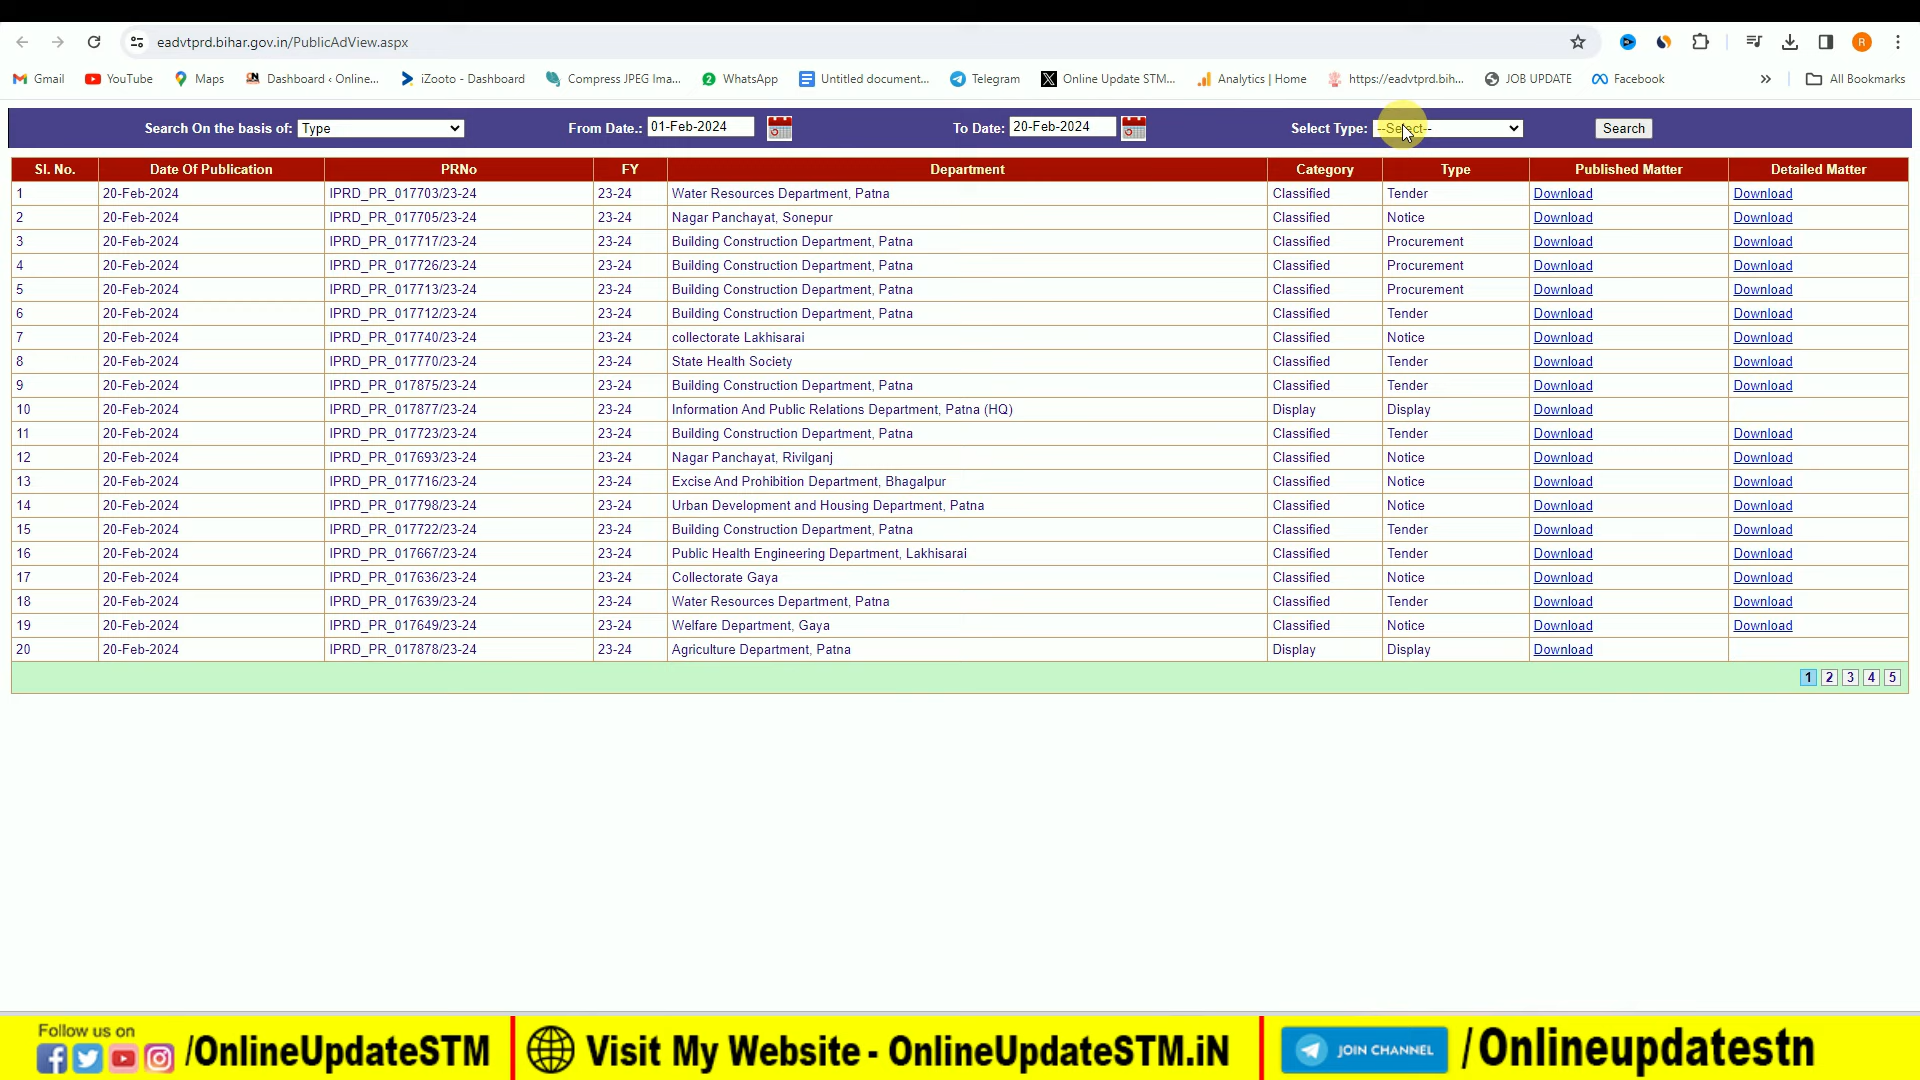 eadvtprd.bihar.gov.in/PublicAdView.aspx
Gmail YouTube Maps Dashboard ‹ Online... iZooto - Dashboard Compress JPEG Ima... WhatsApp Untitled document... Telegram Online Update STM... Analytics | Home https://eadvtprd.bih... JOB UPDATE Facebook » All Bookmarks
Search On the basis of: Type From Date.: 01-Feb-2024 To Date: 20-Feb-2024 Select Type: --Select-- Search
Sl. No. Date Of Publication PRNo FY Department Category Type Published Matter Detailed Matter
1 20-Feb-2024 IPRD_PR_017703/23-24 23-24 Water Resources Department, Patna Classified Tender Download Download
2 20-Feb-2024 IPRD_PR_017705/23-24 23-24 Nagar Panchayat, Sonepur Classified Notice Download Download
3 20-Feb-2024 IPRD_PR_017717/23-24 23-24 Building Construction Department, Patna Classified Procurement Download Download
4 20-Feb-2024 IPRD_PR_017726/23-24 23-24 Building Construction Department, Patna Classified Procurement Download Download
5 20-Feb-2024 IPRD_PR_017713/23-24 23-24 Building Construction Department, Patna Classified Procurement Download Download
6 20-Feb-2024 IPRD_PR_017712/23-24 23-24 Building Construction Department, Patna Classified Tender Download Download
7 20-Feb-2024 IPRD_PR_017740/23-24 23-24 collectorate Lakhisarai Classified Notice Download Download
8 20-Feb-2024 IPRD_PR_017770/23-24 23-24 State Health Society Classified Tender Download Download
9 20-Feb-2024 IPRD_PR_017875/23-24 23-24 Building Construction Department, Patna Classified Tender Download Download
10 20-Feb-2024 IPRD_PR_017877/23-24 23-24 Information And Public Relations Department, Patna (HQ) Display Display Download
11 20-Feb-2024 IPRD_PR_017723/23-24 23-24 Building Construction Department, Patna Classified Tender Download Download
12 20-Feb-2024 IPRD_PR_017693/23-24 23-24 Nagar Panchayat, Rivilganj Classified Notice Download Download
13 20-Feb-2024 IPRD_PR_017716/23-24 23-24 Excise And Prohibition Department, Bhagalpur Classified Notice Download Download
14 20-Feb-2024 IPRD_PR_017798/23-24 23-24 Urban Development and Housing Department, Patna Classified Notice Download Download
15 20-Feb-2024 IPRD_PR_017722/23-24 23-24 Building Construction Department, Patna Classified Tender Download Download
16 20-Feb-2024 IPRD_PR_017667/23-24 23-24 Public Health Engineering Department, Lakhisarai Classified Tender Download Download
17 20-Feb-2024 IPRD_PR_017636/23-24 23-24 Collectorate Gaya Classified Notice Download Download
18 20-Feb-2024 IPRD_PR_017639/23-24 23-24 Water Resources Department, Patna Classified Tender Download Download
19 20-Feb-2024 IPRD_PR_017649/23-24 23-24 Welfare Department, Gaya Classified Notice Download Download
20 20-Feb-2024 IPRD_PR_017878/23-24 23-24 Agriculture Department, Patna Display Display Download
1 2 3 4 5
Follow us on
/OnlineUpdateSTM Visit My Website - OnlineUpdateSTM.iN JOIN CHANNEL /Onlineupdatestn